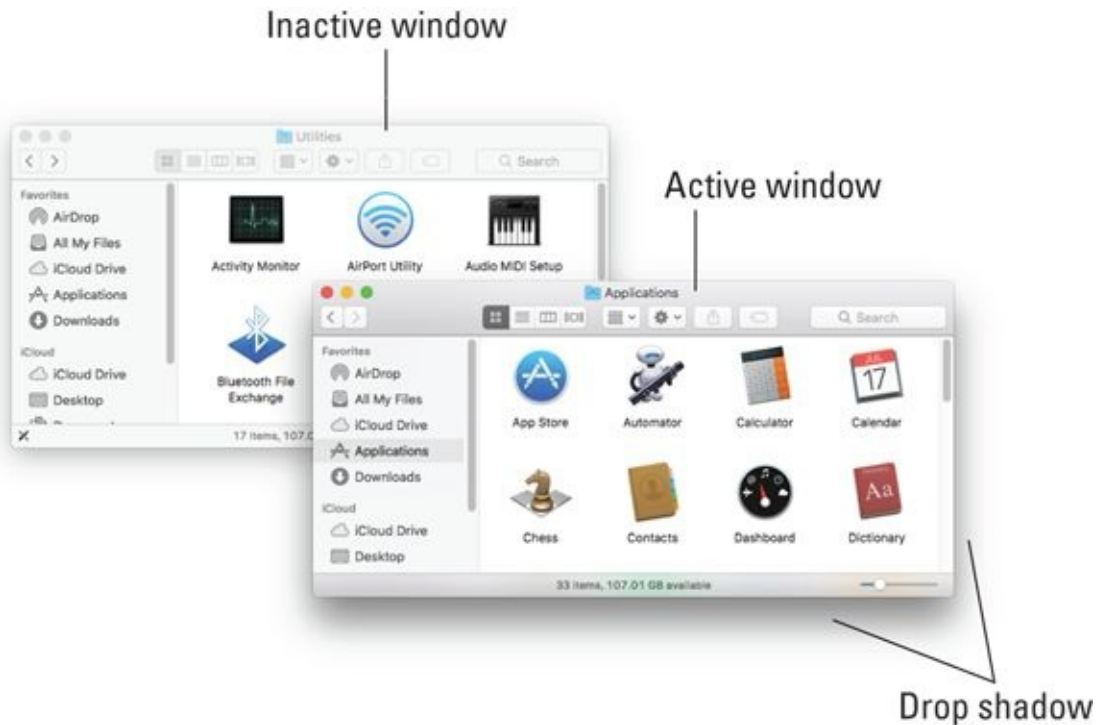 Inactive window
Utilities
Search
Favorites
AirDrop
All My Files
iCloud Drive
Applications
Downloads
iCloud
iCloud Drive
Desktop
Activity Monitor
AirPort Utility
Audio MIDI Setup
Bluetooth File
Exchange
17 items, 107.0
Active window
Applications
Search
Favorites
AirDrop
All My Files
iCloud Drive
Applications
Downloads
iCloud
iCloud Drive
Desktop
App Store
Automator
Calculator
JUL
17
Calendar
Chess
Contacts
Dashboard
Aa
Dictionary
33 items, 107.01 GB available
Drop shadow